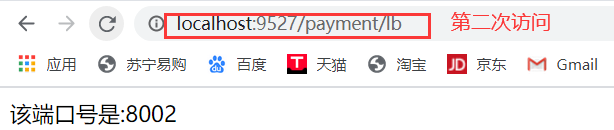 localhost:9527/payment/lb 第二次访问
应用 苏宁易购 百度 T 天猫 淘宝 JD 京东 Gmail
该端口号是:8002